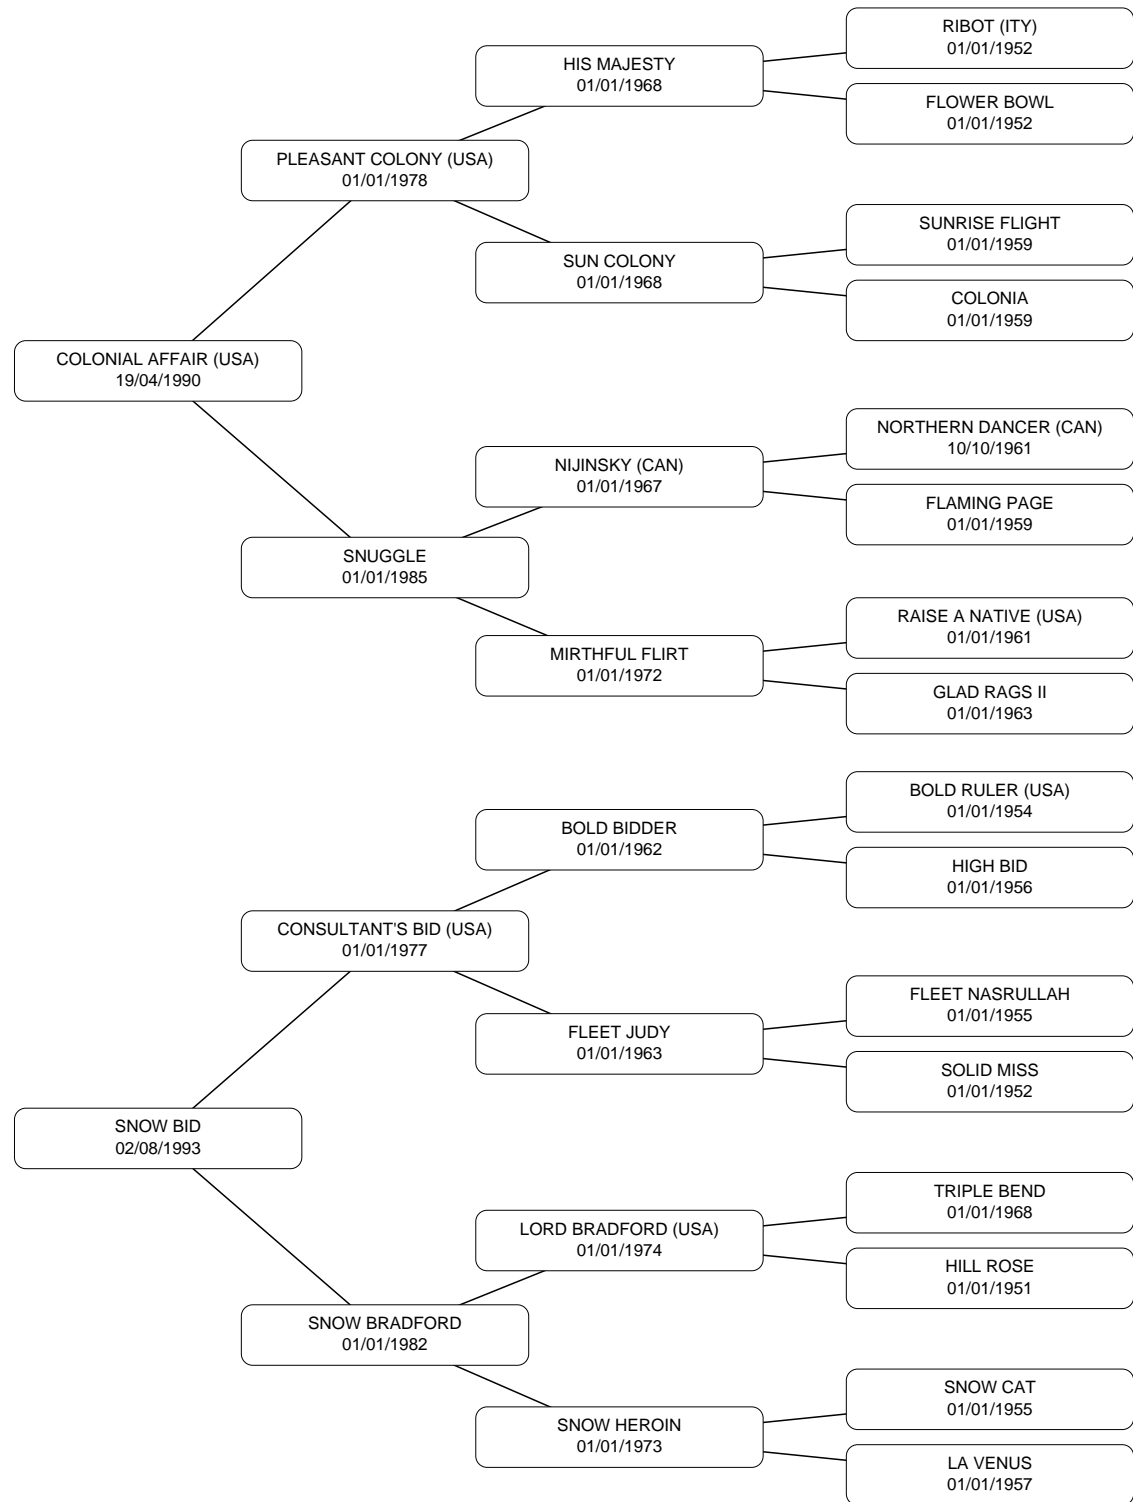 RIBOT (ITY)
01/01/1952
HIS MAJESTY
01/01/1968
FLOWER BOWL
01/01/1952
PLEASANT COLONY (USA)
01/01/1978
SUNRISE FLIGHT
01/01/1959
SUN COLONY
01/01/1968
COLONIA
01/01/1959
COLONIAL AFFAIR (USA)
19/04/1990
NORTHERN DANCER (CAN)
10/10/1961
NIJINSKY (CAN)
01/01/1967
FLAMING PAGE
01/01/1959
SNUGGLE
01/01/1985
RAISE A NATIVE (USA)
01/01/1961
MIRTHFUL FLIRT
01/01/1972
GLAD RAGS II
01/01/1963
BOLD RULER (USA)
01/01/1954
BOLD BIDDER
01/01/1962
HIGH BID
01/01/1956
CONSULTANT'S BID (USA)
01/01/1977
FLEET NASRULLAH
01/01/1955
FLEET JUDY
01/01/1963
SOLID MISS
01/01/1952
SNOW BID
02/08/1993
TRIPLE BEND
01/01/1968
LORD BRADFORD (USA)
01/01/1974
HILL ROSE
01/01/1951
SNOW BRADFORD
01/01/1982
SNOW CAT
01/01/1955
SNOW HEROIN
01/01/1973
LA VENUS
01/01/1957